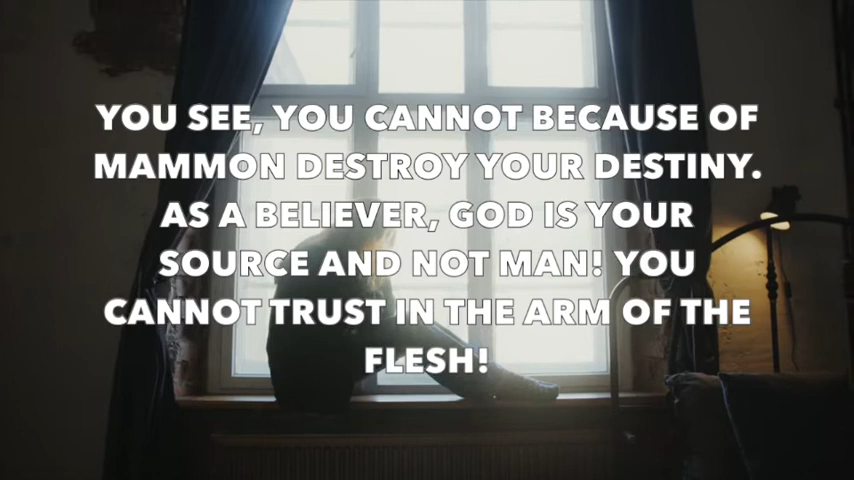 YOU SEE, YOU CANNOT BECAUSE OF
MAMMON DESTROY YOUR DESTINY.
AS A BELIEVER, GOD IS YOUR
SOURCE AND NOT MAN! YOU
CANNOT TRUST IN THE ARM OF THE
FLESH!